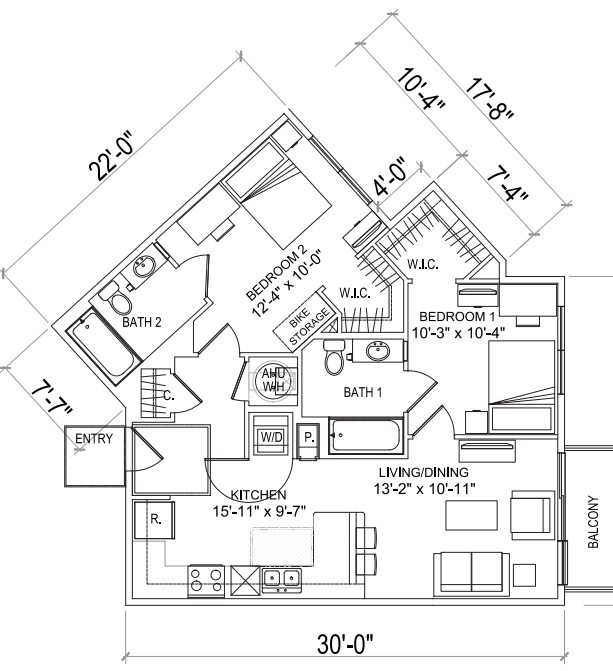 17'-8"
10'-4"
22'-0"
4'-0"
7'-4"
W.I.C.
BEDROOM 2
12'-4" x 10'-0"
W.I.C.
BATH 2
BIKE
STORAGE
BEDROOM 1
10'-3" x 10'-4"
AHU
W/H
7'-7"
C.
BATH 1
ENTRY
W/D
P.
LIVING/DINING
13'-2" x 10'-11"
KITCHEN
15'-11" x 9'-7"
R.
BALCONY
30'-0"